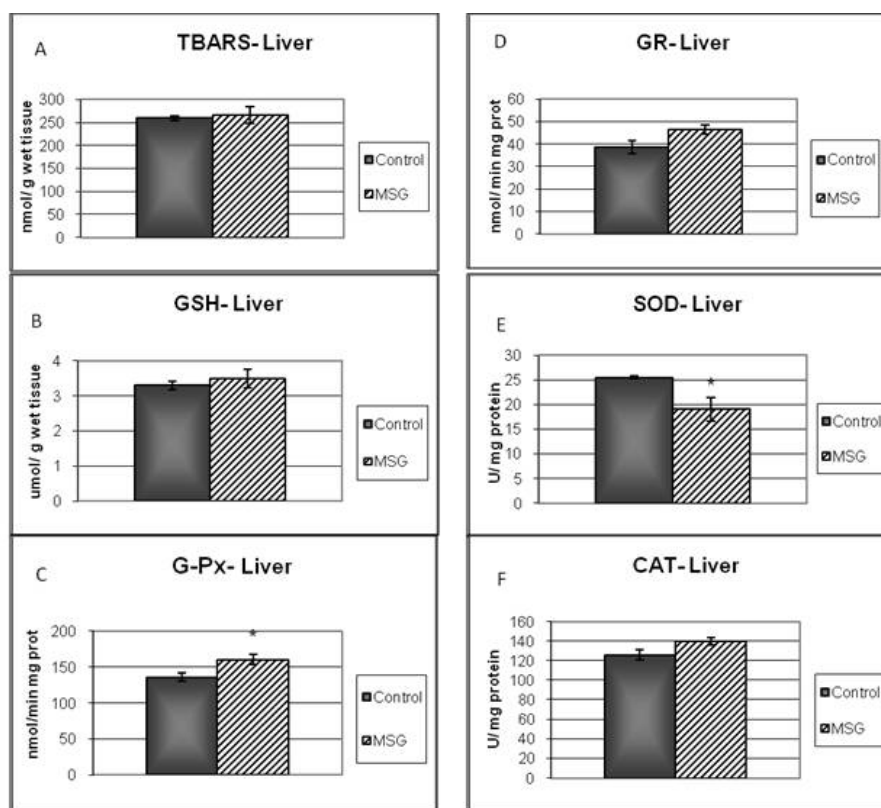 A
TBARS- Liver
nmol/ g wet tissue
300
250
200
150
100
50
0
Control
MSG
B
GSH- Liver
umol/ g wet tissue
4
3
2
1
0
Control
MSG
C
G-Px- Liver
nmol/min mg prot
200
150
100
50
0
*
Control
MSG
D
GR- Liver
nmol/ min mg prot
60
50
40
30
20
10
0
Control
MSG
E
SOD- Liver
U/ mg protein
30
25
20
15
10
5
0
*
Control
MSG
F
CAT- Liver
U/ mg protein
160
140
120
100
80
60
40
20
0
Control
MSG